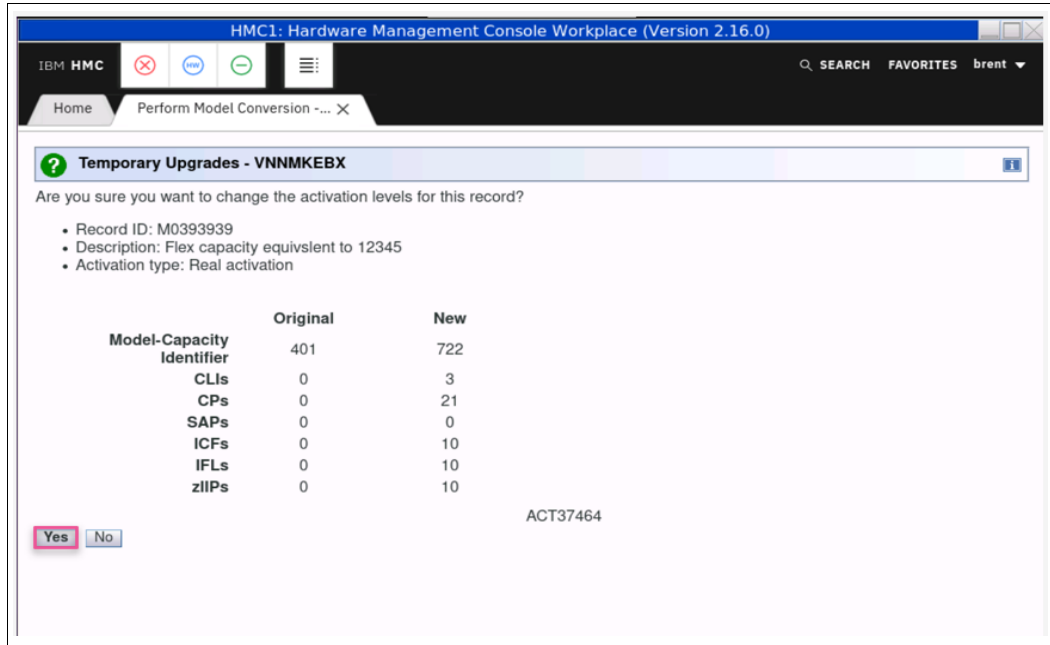 HMC1: Hardware Management Console Workplace (Version 2.16.0)
IBM HMC HW SEARCH FAVORITES brent
Home Perform Model Conversion -... X
? Temporary Upgrades - VNNMKEBX i
Are you sure you want to change the activation levels for this record?
• Record ID: M0393939
• Description: Flex capacity equivslent to 12345
• Activation type: Real activation
Original New
Model-Capacity
Identifier 401 722
CLIs 0 3
CPs 0 21
SAPs 0 0
ICFs 0 10
IFLs 0 10
zIIPs 0 10
ACT37464
Yes No